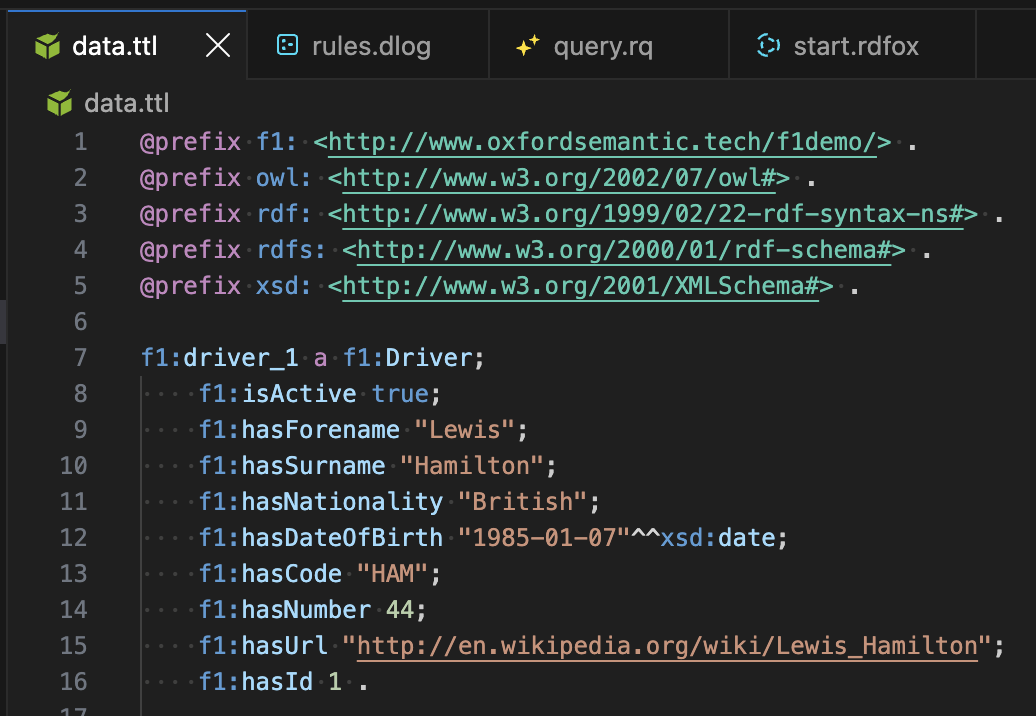 data.ttl rules.dlog query.rq start.rdfox
data.ttl
1 @prefix f1: <http://www.oxfordsemantic.tech/f1demo/> .
2 @prefix owl: <http://www.w3.org/2002/07/owl#> .
3 @prefix rdf: <http://www.w3.org/1999/02/22-rdf-syntax-ns#> .
4 @prefix rdfs: <http://www.w3.org/2000/01/rdf-schema#> .
5 @prefix xsd: <http://www.w3.org/2001/XMLSchema#> .
6
7 f1:driver_1 a f1:Driver;
8     f1:isActive true;
9     f1:hasForename "Lewis";
10     f1:hasSurname "Hamilton";
11     f1:hasNationality "British";
12     f1:hasDateOfBirth "1985-01-07"^^xsd:date;
13     f1:hasCode "HAM";
14     f1:hasNumber 44;
15     f1:hasUrl "http://en.wikipedia.org/wiki/Lewis_Hamilton";
16     f1:hasId 1 .
17